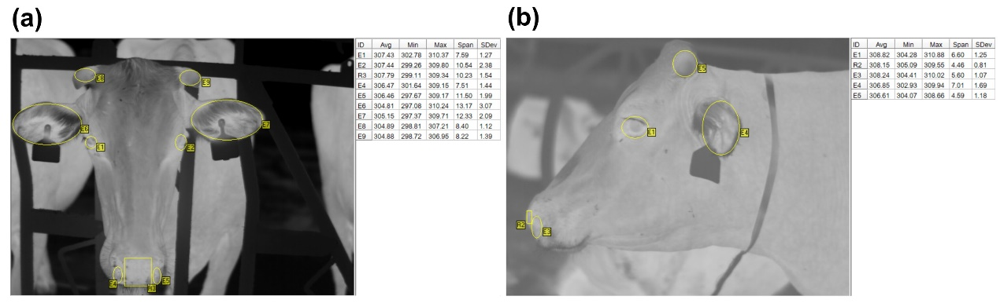 (a)
ID Avg Min Max Span SDev
E1 307.43 302.78 310.37 7.59 1.27
E2 307.44 299.26 309.80 10.54 2.38
R3 307.79 299.11 309.34 10.23 1.54
E4 306.47 301.64 309.15 7.51 1.44
E5 306.46 297.67 309.17 11.50 1.99
E6 304.81 297.08 310.24 13.17 3.07
E7 305.15 297.37 309.71 12.33 2.09
E8 304.89 298.81 307.21 8.40 1.12
E9 304.88 298.72 306.95 8.22 1.39
E8
E9
E6
E7
E1
E2
E4
R3
E5
(b)
ID Avg Min Max Span SDev
E1 308.82 304.28 310.88 6.60 1.25
R2 308.15 305.09 309.55 4.46 0.81
E3 308.24 304.41 310.02 5.60 1.07
E4 306.85 302.93 309.94 7.01 1.69
E5 306.61 304.07 308.66 4.59 1.18
E5
E1
E4
R2
E3